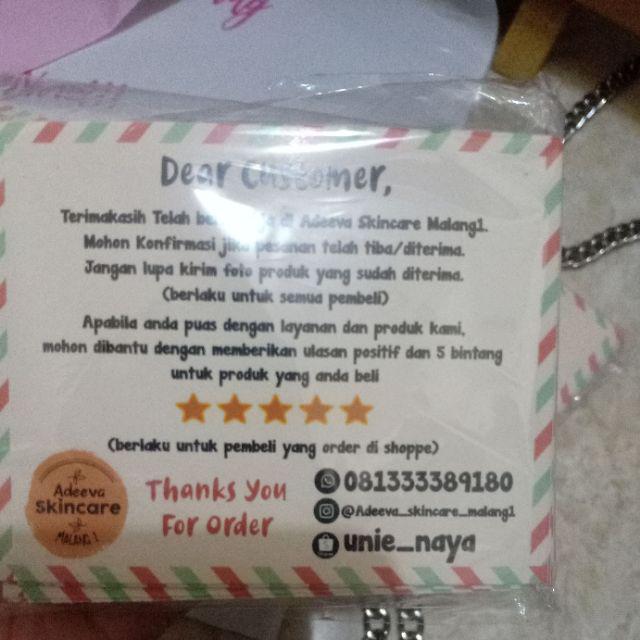 Dear Customer,
Terimakasih Telah di Adeeva Skincare Malang1.
Mohon Konfirmasi jika pesanan telah tiba/diterima.
Jangan lupa kirim foto produk yang sudah diterima.
(berlaku untuk semua pembeli)
Apabila anda puas dengan layanan dan produk kami,
mohon dibantu dengan memberikan ulasan positif dan 5 bintang
untuk produk yang anda beli
(berlaku untuk pembeli yang order di shoppe)
Adeeva
Skincare
MALANG 1
Thanks You
For Order
081333389180
@Adeeva_skincare_malang1
unie_naya